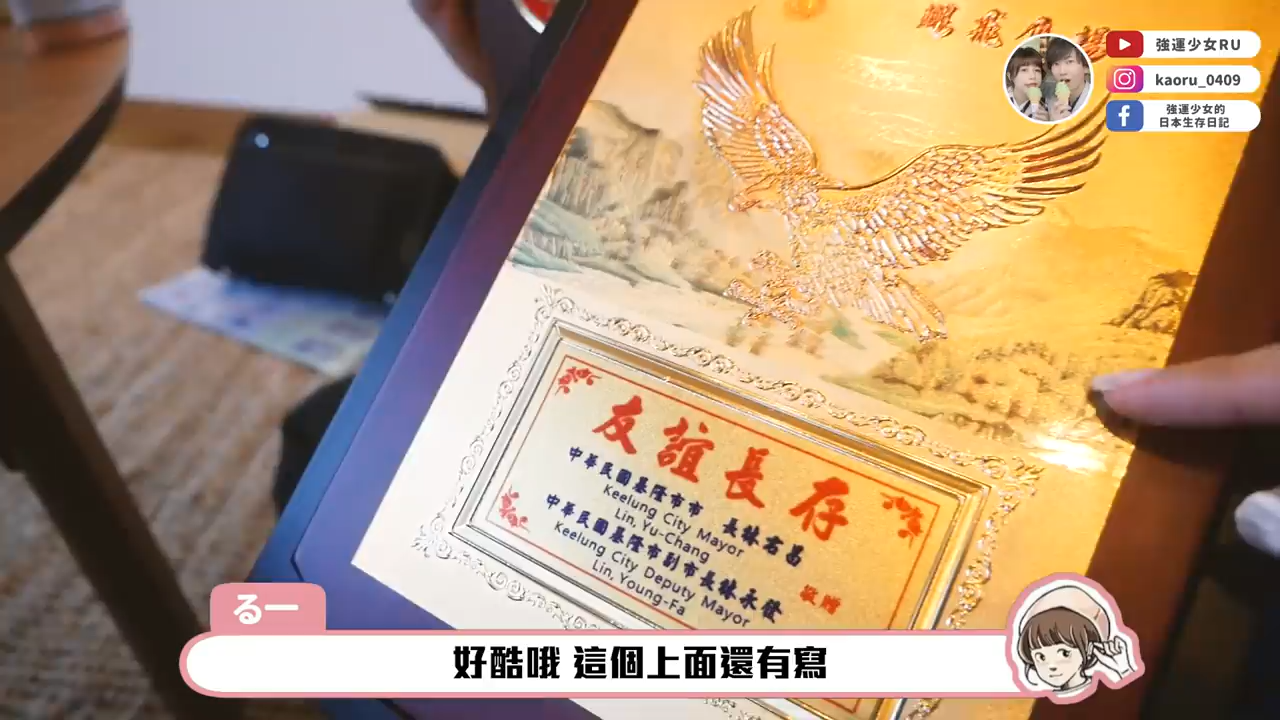 強運少女RU
kaoru_0409
強運少女的
日本生存日記
友誼長存
中華民國基隆市市 長林右昌
Keelung City Mayor
Lin, Yu-Chang
中華民國基隆市副市長林永發
Keelung City Deputy Mayor
Lin, Young-Fa
敬贈
るー
好酷哦 這個上面還有寫